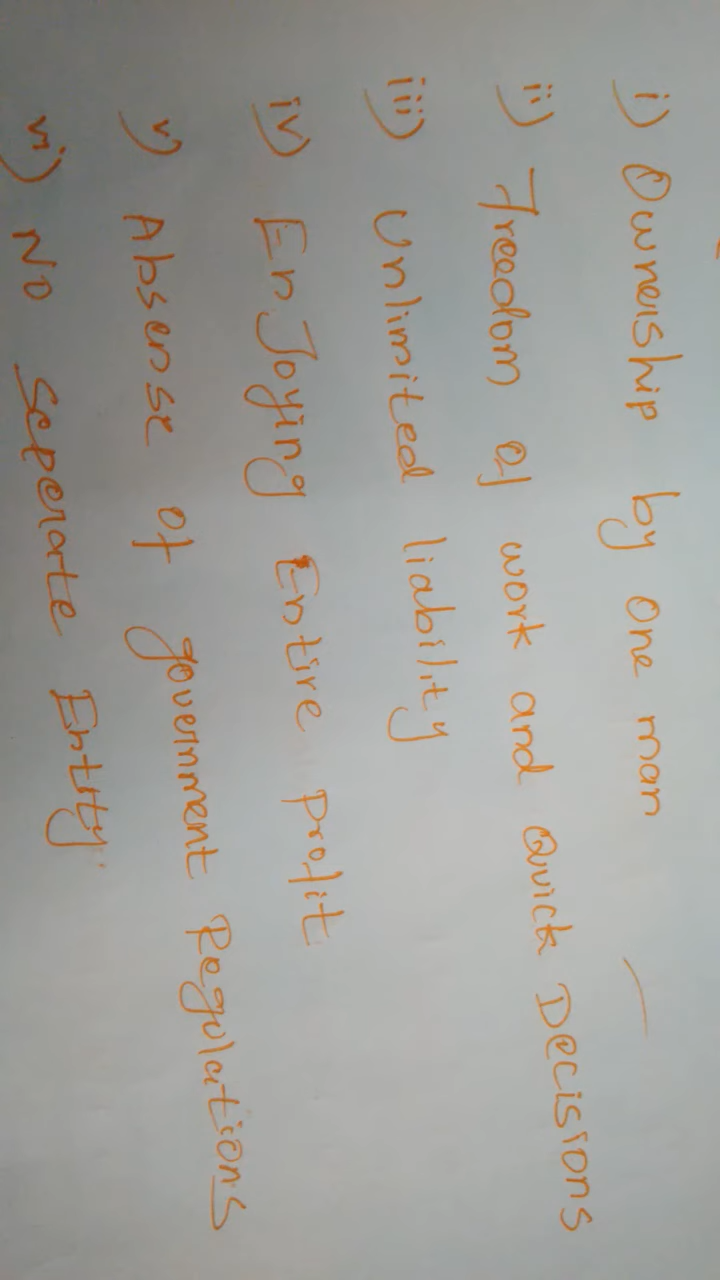 i) Ownership by one man
ii) Freedom of work and Quick Decisions
iii) Unlimited liability
iv) EnJoying Entire profit
v) Absense of government Regulations
vi) No seperate Entity